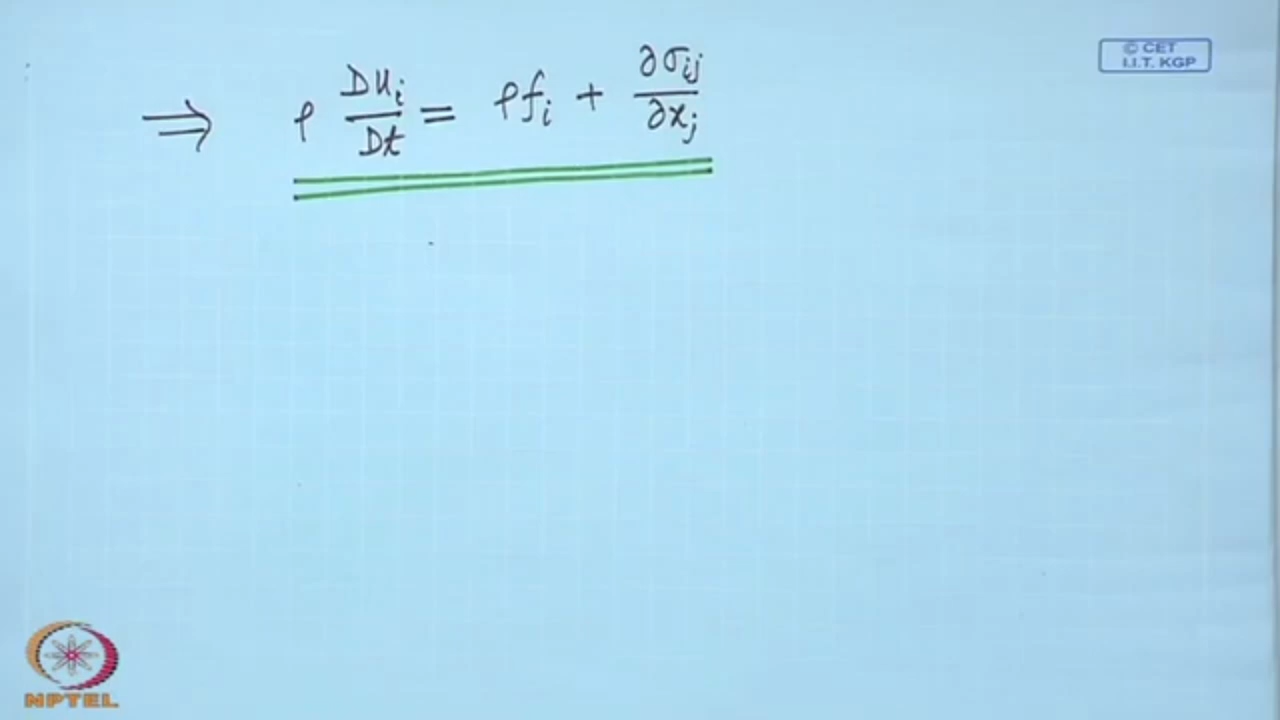 ⇒ ρ Du_i/Dt = ρf_i + ∂σ_ij/∂x_j
© CET
I.I.T. KGP
NPTEL